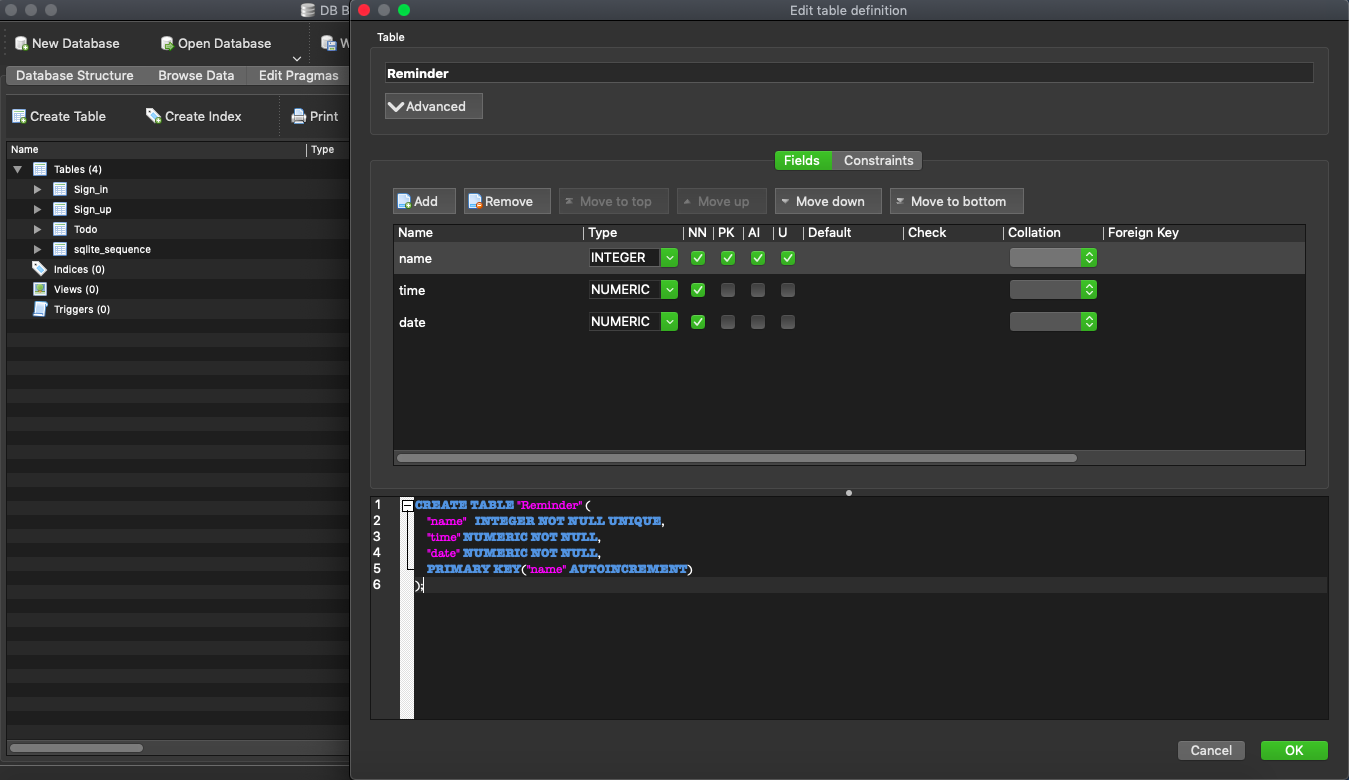 DB B
Edit table definition
New Database
Open Database
W
Database Structure
Browse Data
Edit Pragmas
Create Table
Create Index
Print
Name
Type
Tables (4)
Sign_in
Sign_up
Todo
sqlite_sequence
Indices (0)
Views (0)
Triggers (0)
Table
Reminder
Advanced
Fields
Constraints
Add
Remove
Move to top
Move up
Move down
Move to bottom
Name Type NN PK AI U Default Check Collation Foreign Key
name INTEGER
time NUMERIC
date NUMERIC
1 CREATE TABLE "Reminder" (
2 "name" INTEGER NOT NULL UNIQUE,
3 "time" NUMERIC NOT NULL,
4 "date" NUMERIC NOT NULL,
5 PRIMARY KEY("name" AUTOINCREMENT)
6 );
Cancel
OK